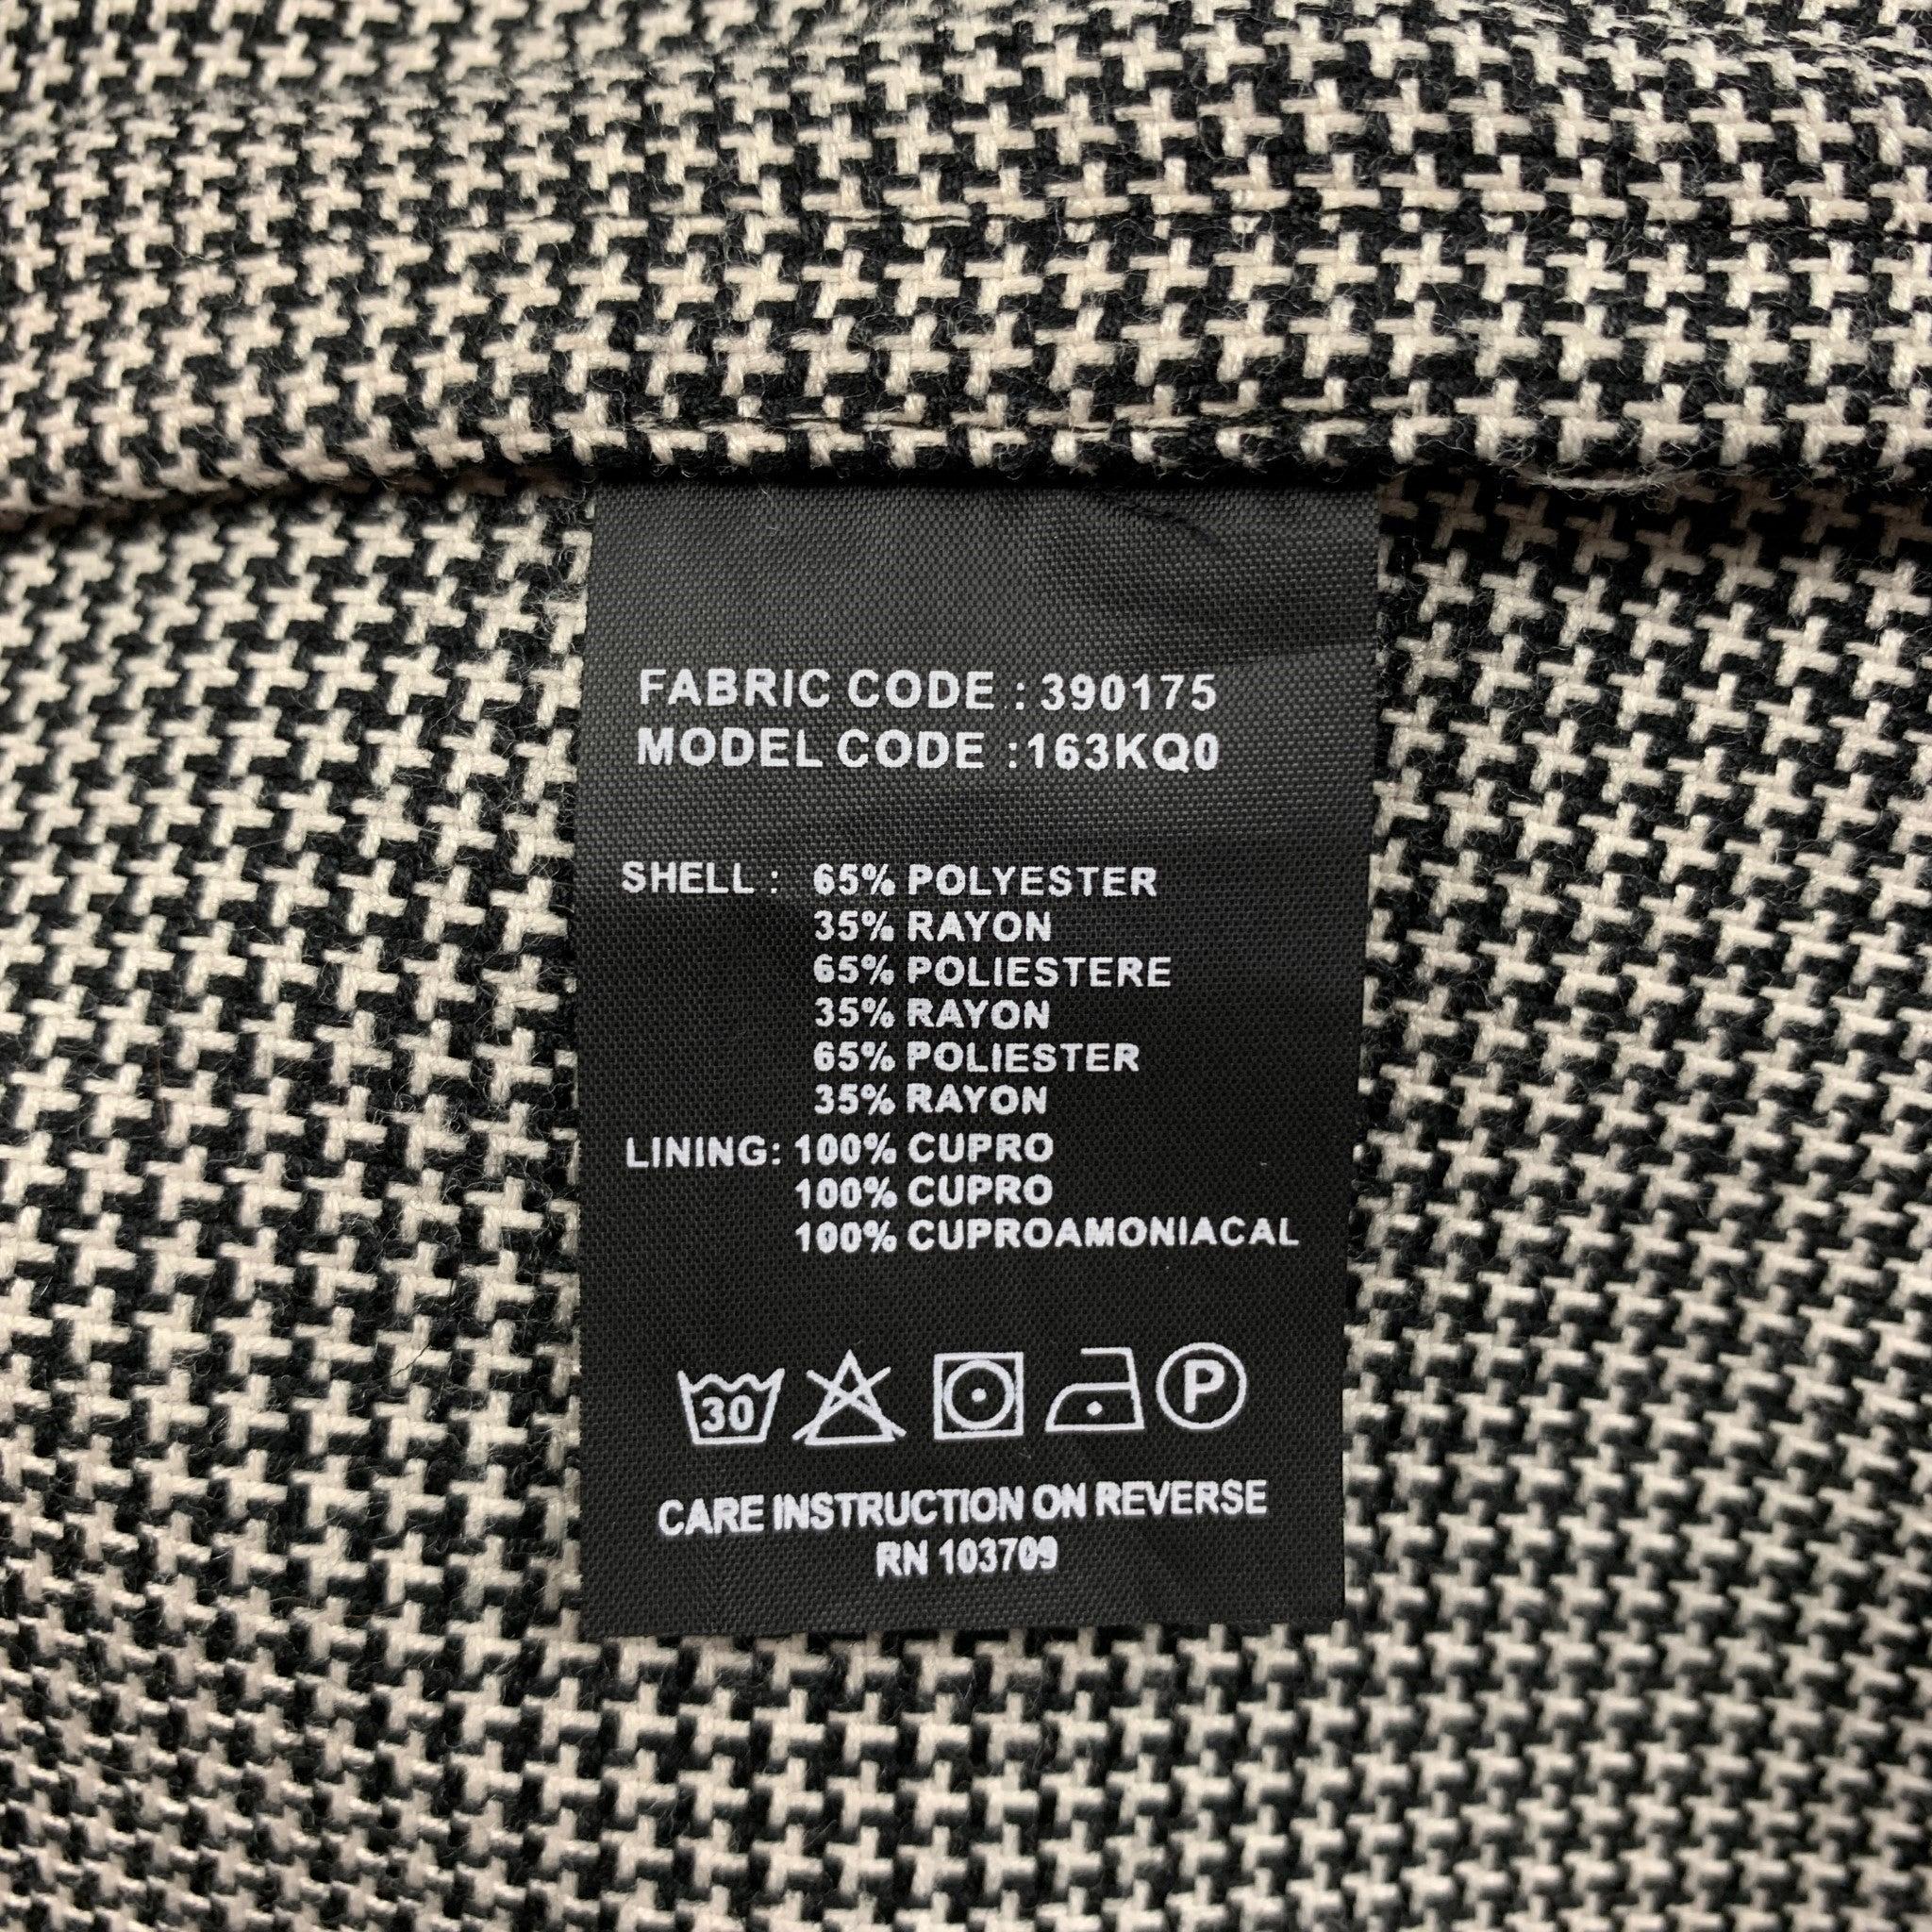 FABRIC CODE : 390175
MODEL CODE :163KQ0
SHELL : 65% POLYESTER
35% RAYON
65% POLIESTERE
35% RAYON
65% POLIESTER
35% RAYON
LINING: 100% CUPRO
100% CUPRO
100% CUPROAMONIACAL
30 P
CARE INSTRUCTION ON REVERSE
RN 103709